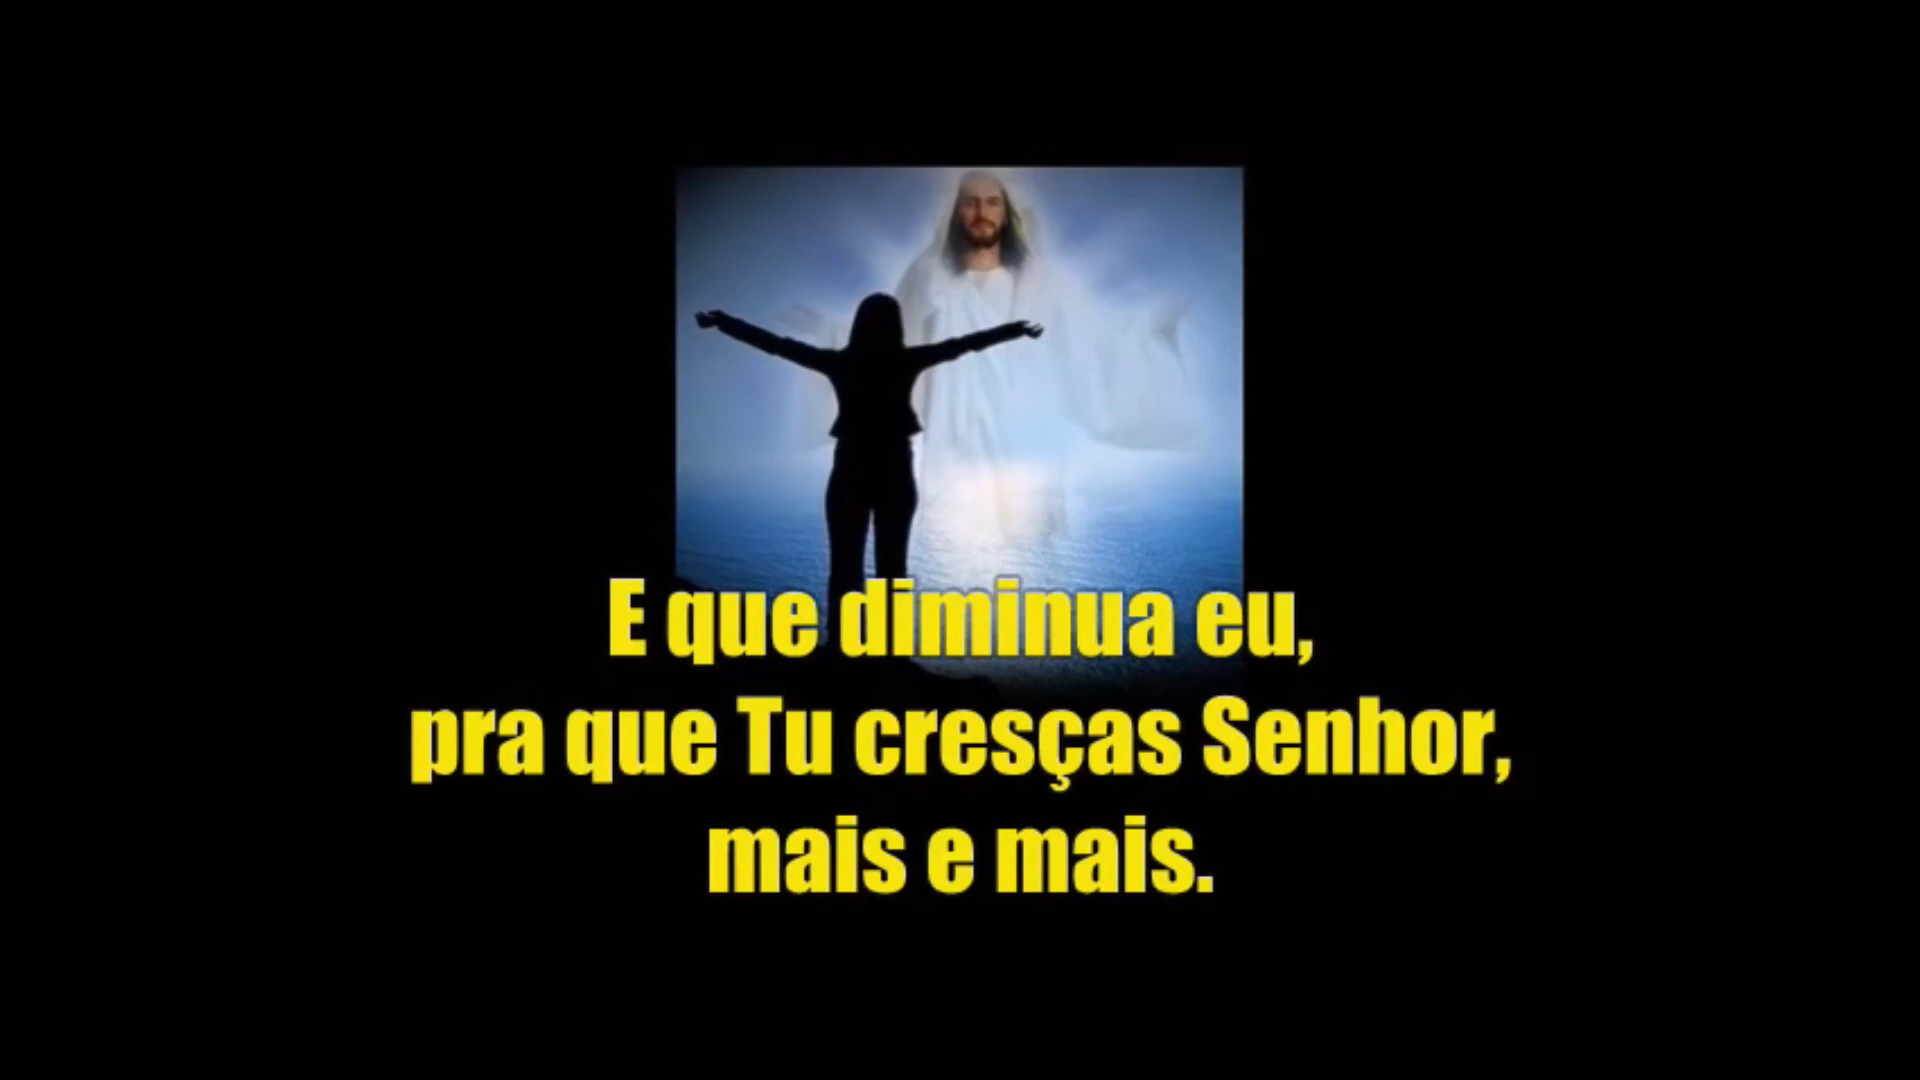 E que diminua eu,
pra que Tu cresças Senhor,
mais e mais.